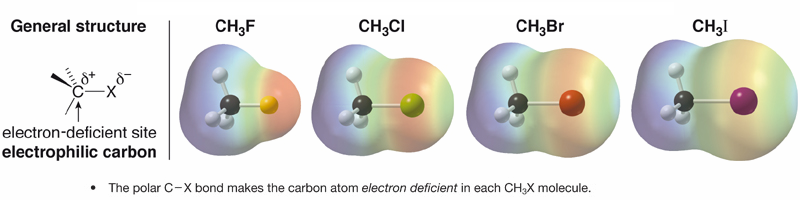 General structure
CH3F
CH3Cl
CH3Br
CH3I
δ+
δ−
C—X
electron-deficient site
electrophilic carbon
• The polar C−X bond makes the carbon atom electron deficient in each CH3X molecule.